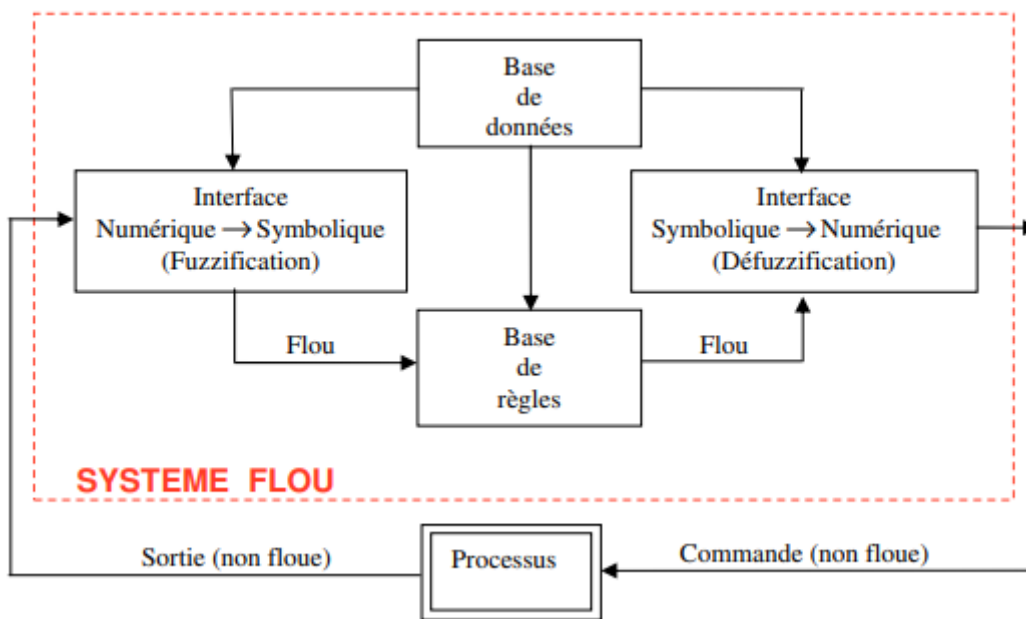 Base
de
données
Interface
Numérique → Symbolique
(Fuzzification)
Interface
Symbolique → Numérique
(Défuzzification)
Flou
Base
de
règles
Flou
SYSTEME FLOU
Sortie (non floue)
Processus
Commande (non floue)